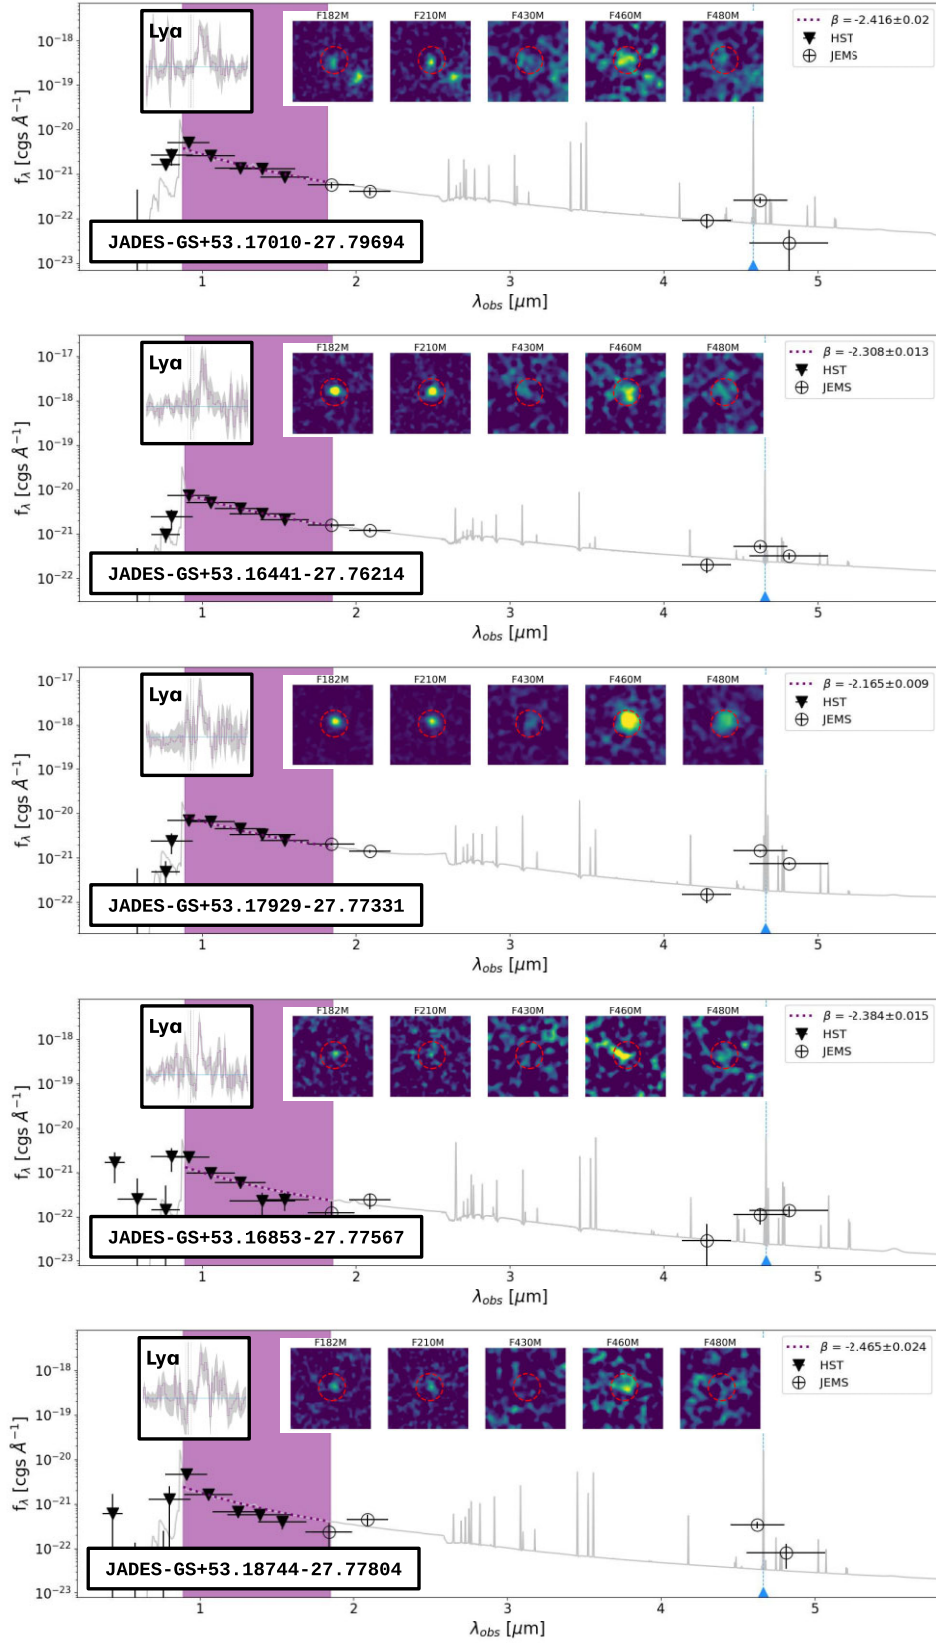 Lyα
F182M F210M F430M F460M F480M
β = -2.416±0.02
HST
JEMS
10⁻¹⁸
10⁻¹⁹
10⁻²⁰
10⁻²¹
10⁻²²
10⁻²³
f_λ [cgs Å⁻¹]
JADES-GS+53.17010-27.79694
1 2 3 4 5
λ_obs [μm]
Lyα
F182M F210M F430M F460M F480M
β = -2.308±0.013
HST
JEMS
10⁻¹⁷
10⁻¹⁸
10⁻¹⁹
10⁻²⁰
10⁻²¹
10⁻²²
f_λ [cgs Å⁻¹]
JADES-GS+53.16441-27.76214
1 2 3 4 5
λ_obs [μm]
Lyα
F182M F210M F430M F460M F480M
β = -2.165±0.009
HST
JEMS
10⁻¹⁷
10⁻¹⁸
10⁻¹⁹
10⁻²⁰
10⁻²¹
10⁻²²
f_λ [cgs Å⁻¹]
JADES-GS+53.17929-27.77331
1 2 3 4 5
λ_obs [μm]
Lyα
F182M F210M F430M F460M F480M
β = -2.384±0.015
HST
JEMS
10⁻¹⁸
10⁻¹⁹
10⁻²⁰
10⁻²¹
10⁻²²
10⁻²³
f_λ [cgs Å⁻¹]
JADES-GS+53.16853-27.77567
1 2 3 4 5
λ_obs [μm]
Lyα
F182M F210M F430M F460M F480M
β = -2.465±0.024
HST
JEMS
10⁻¹⁸
10⁻¹⁹
10⁻²⁰
10⁻²¹
10⁻²²
10⁻²³
f_λ [cgs Å⁻¹]
JADES-GS+53.18744-27.77804
1 2 3 4 5
λ_obs [μm]